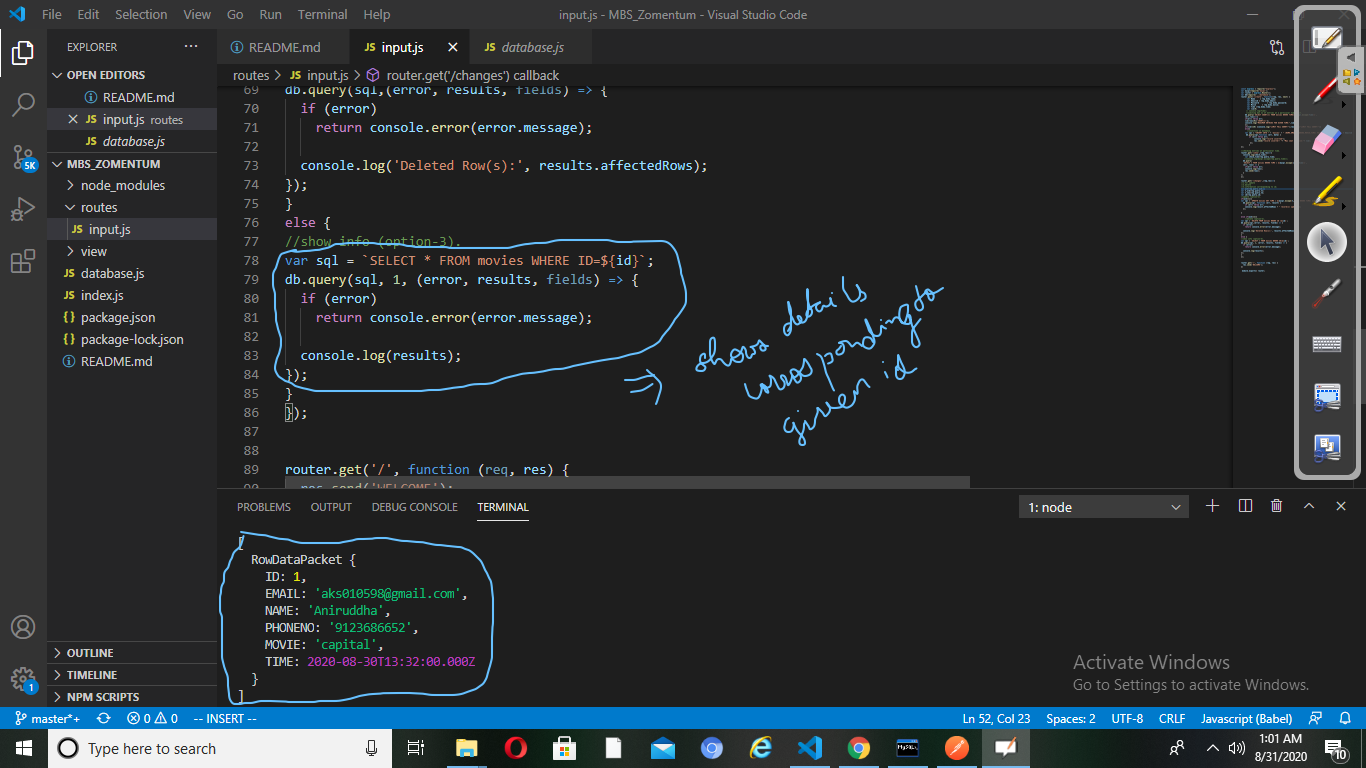 File Edit Selection View Go Run Terminal Help
input.js - MBS_Zomentum - Visual Studio Code
EXPLORER ···
README.md
JS input.js
JS database.js
OPEN EDITORS
README.md
JS input.js routes
JS database.js
MBS_ZOMENTUM
node_modules
routes
JS input.js
view
JS database.js
JS index.js
{} package.json
{} package-lock.json
README.md
OUTLINE
TIMELINE
NPM SCRIPTS
5K
1
routes > JS input.js > router.get('/changes') callback
69 db.query(sql,(error, results, fields) => {
70 if (error)
71 return console.error(error.message);
72
73 console.log('Deleted Row(s):', results.affectedRows);
74 });
75 }
76 else {
77 //show info (option-3).
78 var sql = `SELECT * FROM movies WHERE ID=${id}`;
79 db.query(sql, 1, (error, results, fields) => {
80 if (error)
81 return console.error(error.message);
82
83 console.log(results);
84 });
85 }
86 });
87
88
89 router.get('/', function (req, res) {
90 res.send('WELCOME');
shows details
corresponding to
given id
PROBLEMS OUTPUT DEBUG CONSOLE TERMINAL
1: node
[
RowDataPacket {
ID: 1,
EMAIL: 'aks010598@gmail.com',
NAME: 'Aniruddha',
PHONENO: '9123686652',
MOVIE: 'capital',
TIME: 2020-08-30T13:32:00.000Z
}
]
Activate Windows
Go to Settings to activate Windows.
master*+ 0 0 -- INSERT --
Ln 52, Col 23 Spaces: 2 UTF-8 CRLF Javascript (Babel)
Type here to search
MySQL
1:01 AM
8/31/2020
10